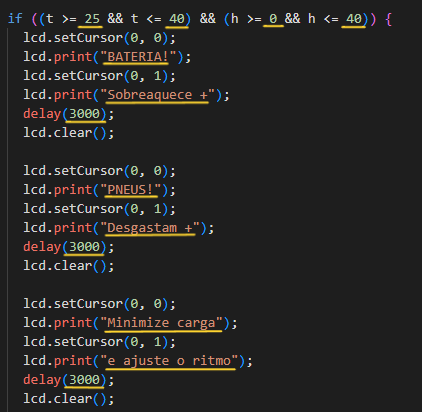 if ((t >= 25 && t <= 40) && (h >= 0 && h <= 40)) {
lcd.setCursor(0, 0);
lcd.print("BATERIA!");
lcd.setCursor(0, 1);
lcd.print("Sobreaquece +");
delay(3000);
lcd.clear();
lcd.setCursor(0, 0);
lcd.print("PNEUS!");
lcd.setCursor(0, 1);
lcd.print("Desgastam +");
delay(3000);
lcd.clear();
lcd.setCursor(0, 0);
lcd.print("Minimize carga");
lcd.setCursor(0, 1);
lcd.print("e ajuste o ritmo");
delay(3000);
lcd.clear();